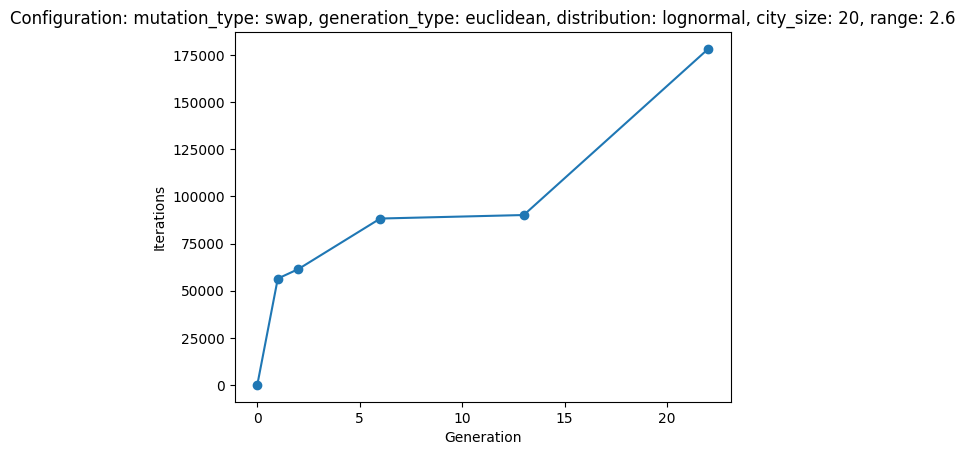 Configuration: mutation_type: swap, generation_type: euclidean, distribution: lognormal, city_size: 20, range: 2.6
175000
150000
125000
100000
75000
50000
25000
0
Iterations
0 5 10 15 20
Generation